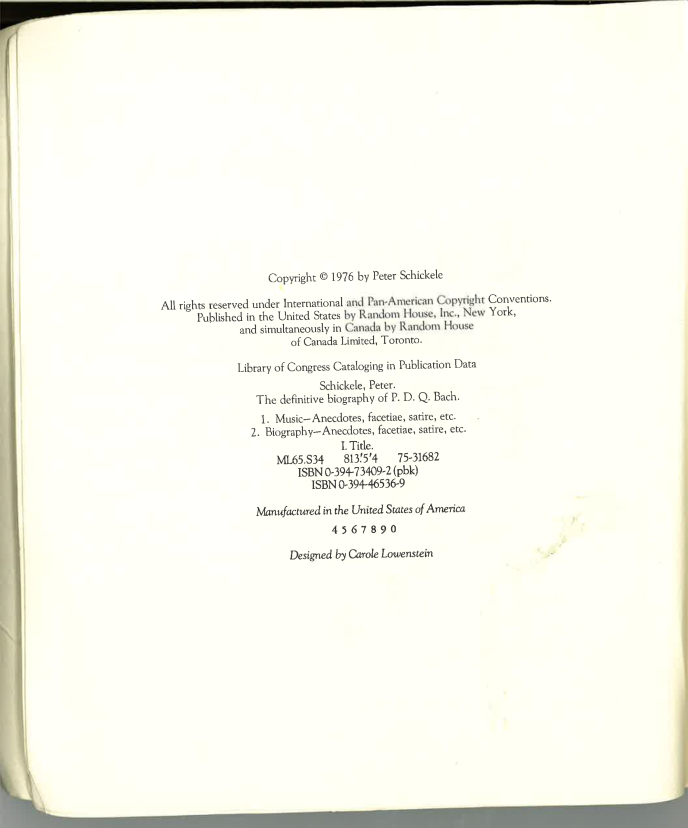 Copyright © 1976 by Peter Schickele
All rights reserved under International and Pan-American Copyright Conventions.
Published in the United States by Random House, Inc., New York,
and simultaneously in Canada by Random House
of Canada Limited, Toronto.
Library of Congress Cataloging in Publication Data
Schickele, Peter.
The definitive biography of P. D. Q. Bach.
1. Music—Anecdotes, facetiae, satire, etc.
2. Biography—Anecdotes, facetiae, satire, etc.
I. Title.
ML65.S34 813'.5'4 75-31682
ISBN 0-394-73409-2 (pbk)
ISBN 0-394-46536-9
Manufactured in the United States of America
4 5 6 7 8 9 0
Designed by Carole Lowenstein